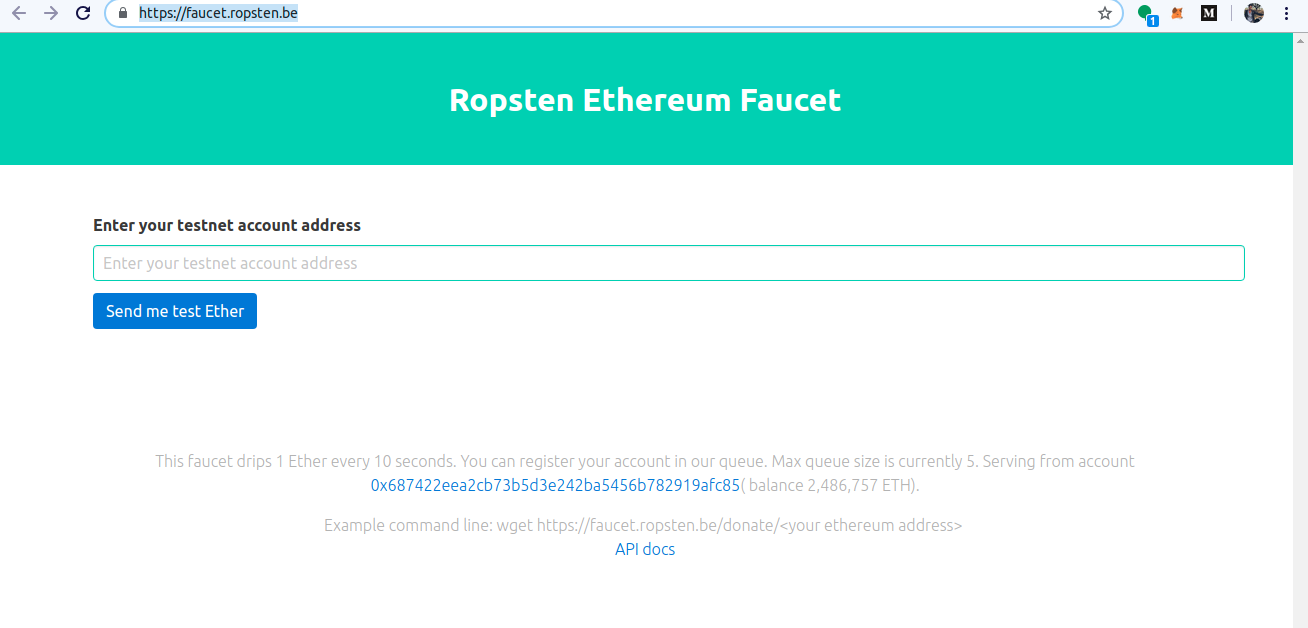 https://faucet.ropsten.be
1
M
Ropsten Ethereum Faucet
Enter your testnet account address
Enter your testnet account address
Send me test Ether
This faucet drips 1 Ether every 10 seconds. You can register your account in our queue. Max queue size is currently 5. Serving from account
0x687422eea2cb73b5d3e242ba5456b782919afc85( balance 2,486,757 ETH).
Example command line: wget https://faucet.ropsten.be/donate/<your ethereum address>
API docs